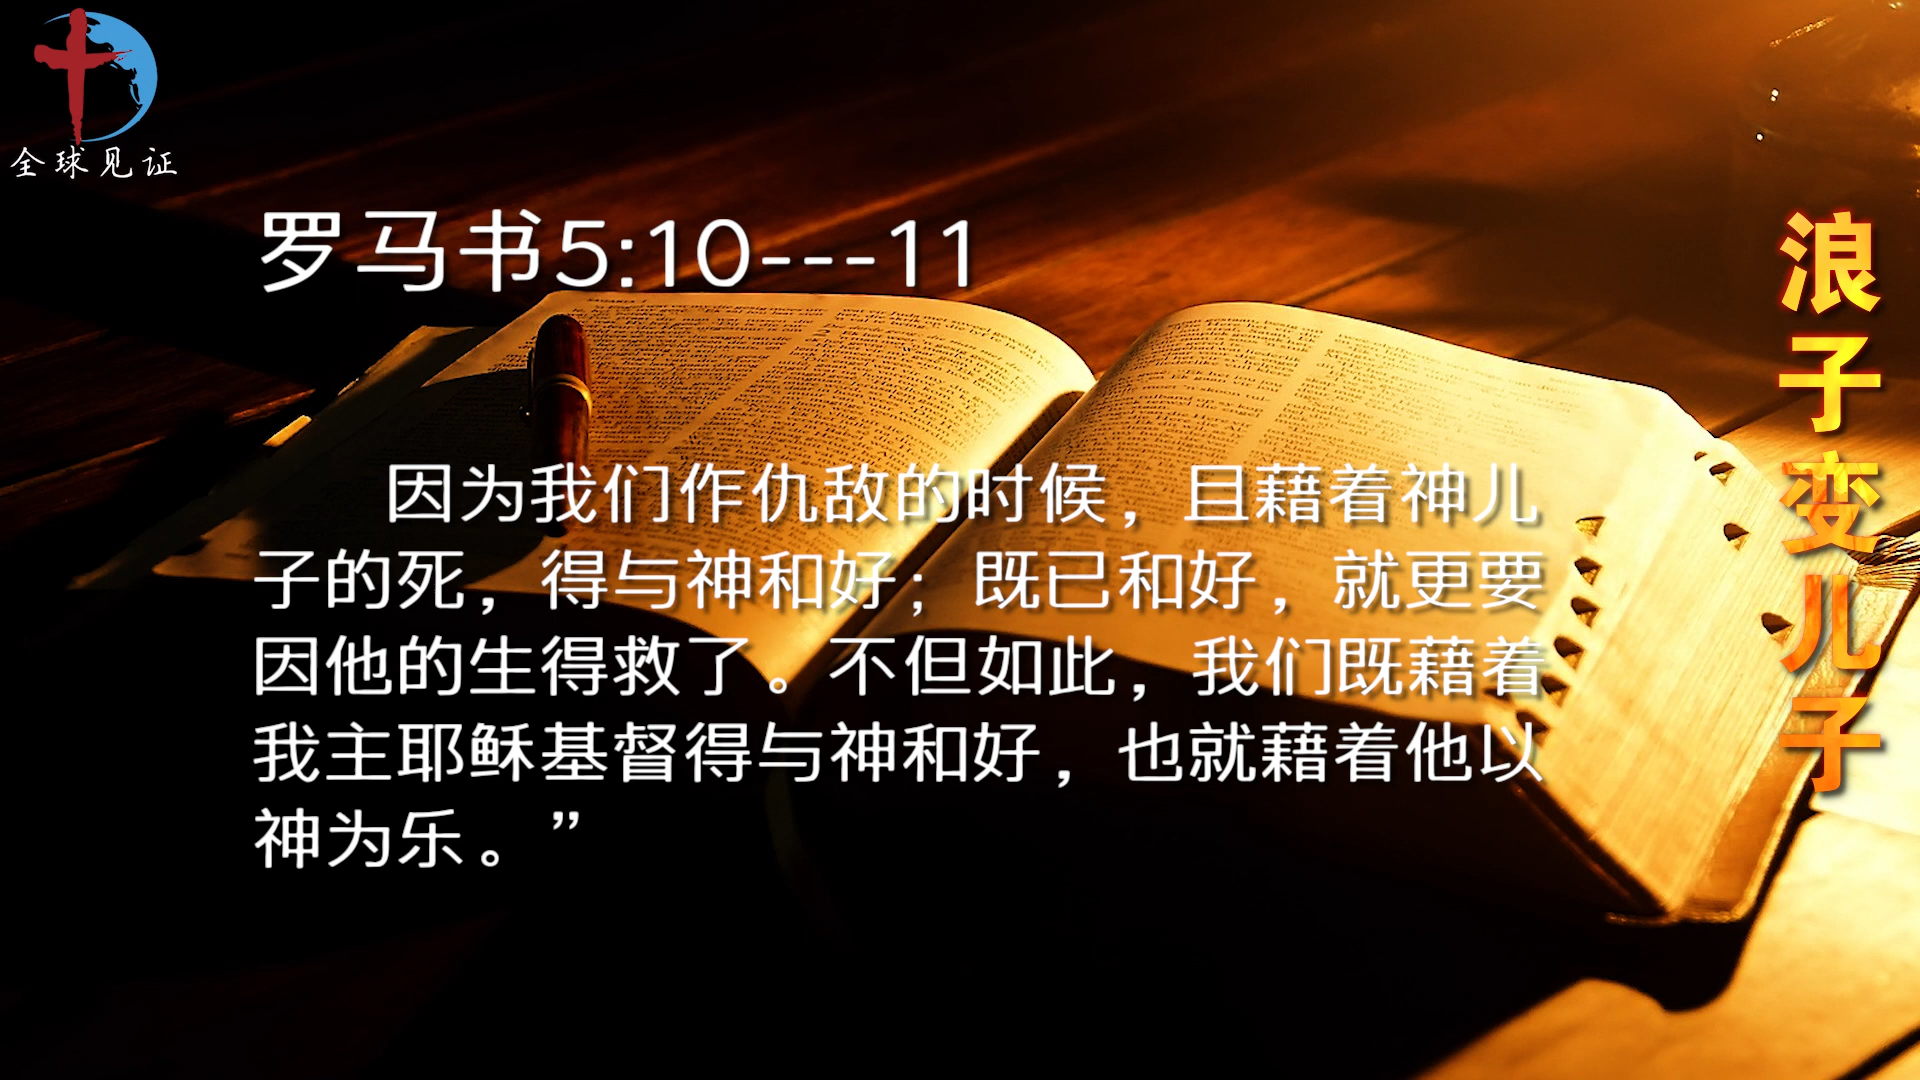 全球见证
罗马书5:10---11
因为我们作仇敌的时候，且藉着神儿
子的死，得与神和好；既已和好，就更要
因他的生得救了。不但如此，我们既藉着
我主耶稣基督得与神和好，也就藉着他以
神为乐。”
浪子变儿子